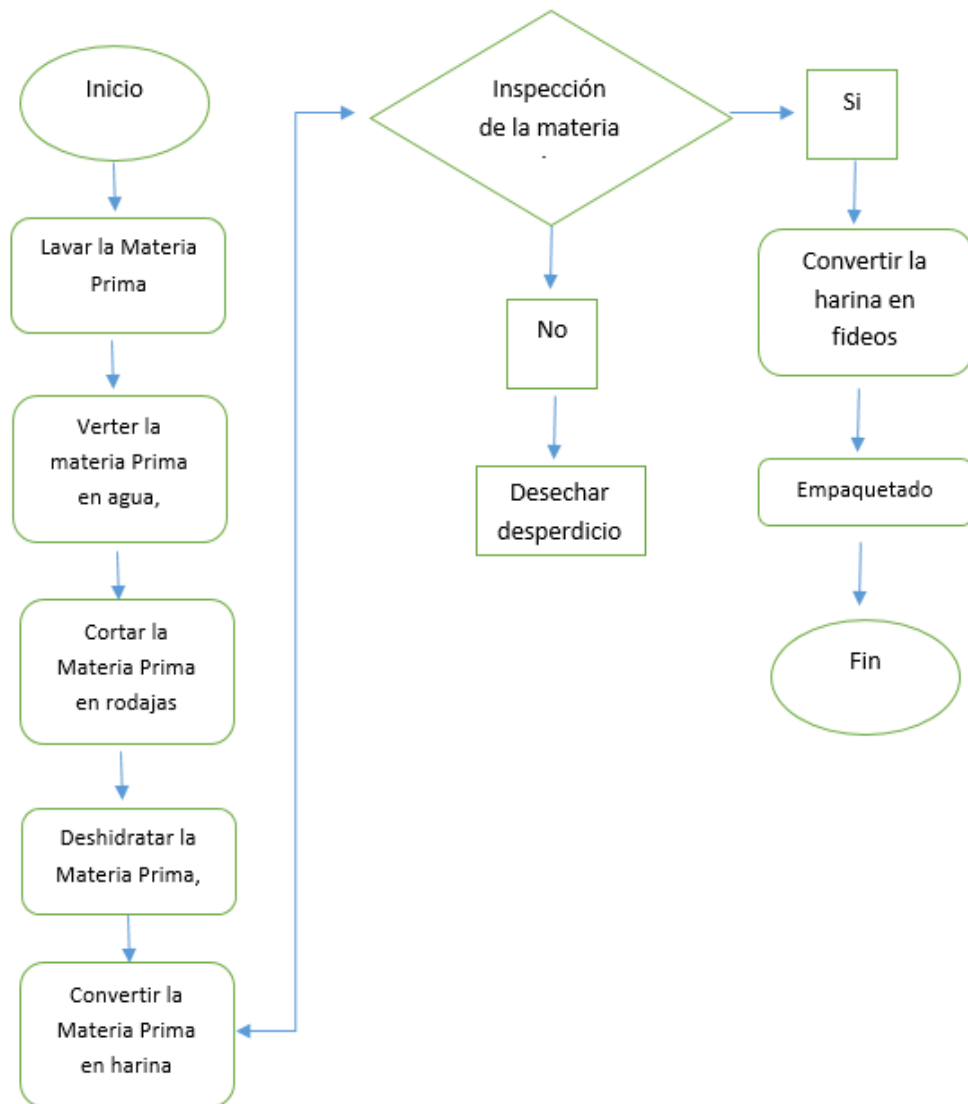 Inicio
Lavar la Materia
Prima
Verter la
materia Prima
en agua,
Cortar la
Materia Prima
en rodajas
Deshidratar la
Materia Prima,
Convertir la
Materia Prima
en harina
Inspección
de la materia
No
Desechar
desperdicio
Si
Convertir la
harina en
fideos
Empaquetado
Fin